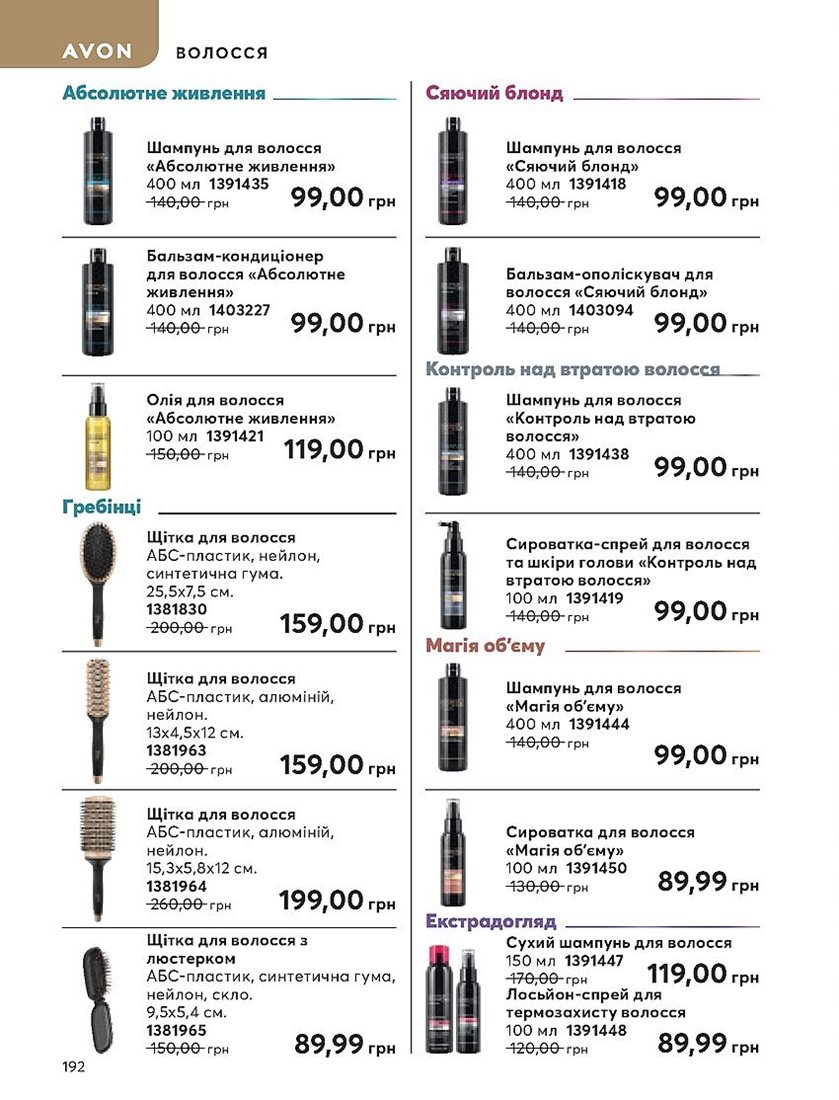 AVON
ВОЛОССЯ
Абсолютне живлення
Шампунь для волосся
«Абсолютне живлення»
400 мл 1391435
140,00 грн
99,00 грн
Бальзам-кондиціонер
для волосся «Абсолютне
живлення»
400 мл 1403227
140,00 грн
99,00 грн
Олія для волосся
«Абсолютне живлення»
100 мл 1391421
150,00 грн
119,00 грн
Гребінці
Щітка для волосся
АБС-пластик, нейлон,
синтетична гума.
25,5x7,5 см.
1381830
200,00 грн
159,00 грн
Щітка для волосся
АБС-пластик, алюміній,
нейлон.
13x4,5x12 см.
1381963
200,00 грн
159,00 грн
Щітка для волосся
АБС-пластик, алюміній,
нейлон.
15,3x5,8x12 см.
1381964
260,00 грн
199,00 грн
Щітка для волосся з
люстерком
АБС-пластик, синтетична гума,
нейлон, скло.
9,5x5,4 см.
1381965
150,00 грн
89,99 грн
192
Сяючий блонд
Шампунь для волосся
«Сяючий блонд»
400 мл 1391418
140,00 грн
99,00 грн
Бальзам-ополіскувач для
волосся «Сяючий блонд»
400 мл 1403094
140,00 грн
99,00 грн
Контроль над втратою волосся
Шампунь для волосся
«Контроль над втратою
волосся»
400 мл 1391438
140,00 грн
99,00 грн
Сироватка-спрей для волосся
та шкіри голови «Контроль над
втратою волосся»
100 мл 1391419
140,00 грн
99,00 грн
Магія об’єму
Шампунь для волосся
«Магія об’єму»
400 мл 1391444
140,00 грн
99,00 грн
Сироватка для волосся
«Магія об’єму»
100 мл 1391450
130,00 грн
89,99 грн
Екстрадогляд
Сухий шампунь для волосся
150 мл 1391447
170,00 грн
119,00 грн
Лосьйон-спрей для
термозахисту волосся
100 мл 1391448
120,00 грн
89,99 грн